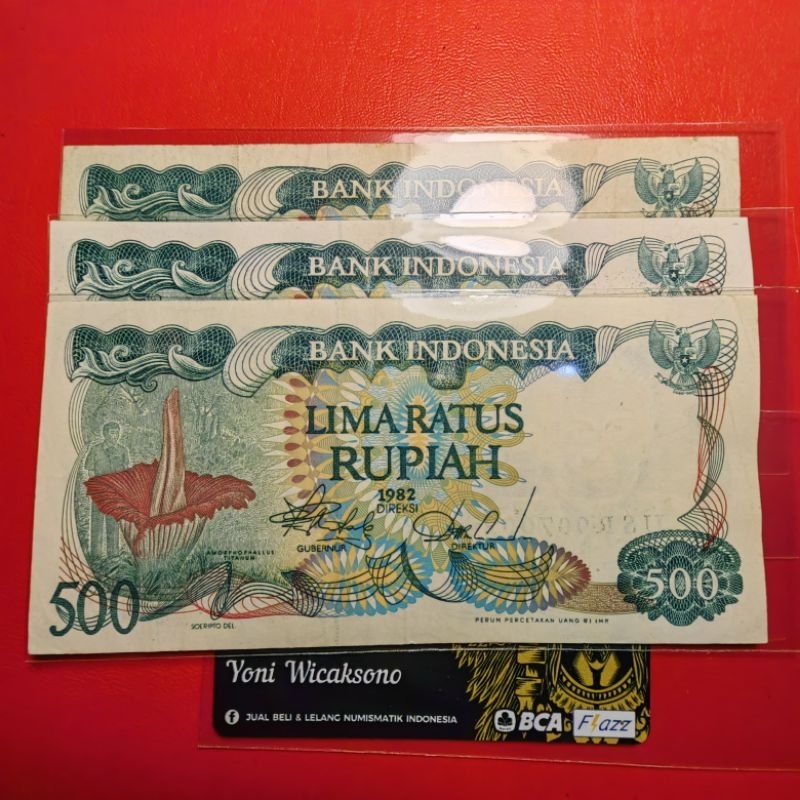 BANK INDONESIA
BANK INDONESIA
BANK INDONESIA
LIMA RATUS
RUPIAH
1982
DIREKSI
GUBERNUR
DIREKTUR
AMORPHOPHALLUS
TITANUM
500
500
SOERIPTO DEL.
PERUM PERCETAKAN UANG RI IMP.
Yoni Wicaksono
JUAL BELI & LELANG NUMISMATIK INDONESIA
BCA
Flazz